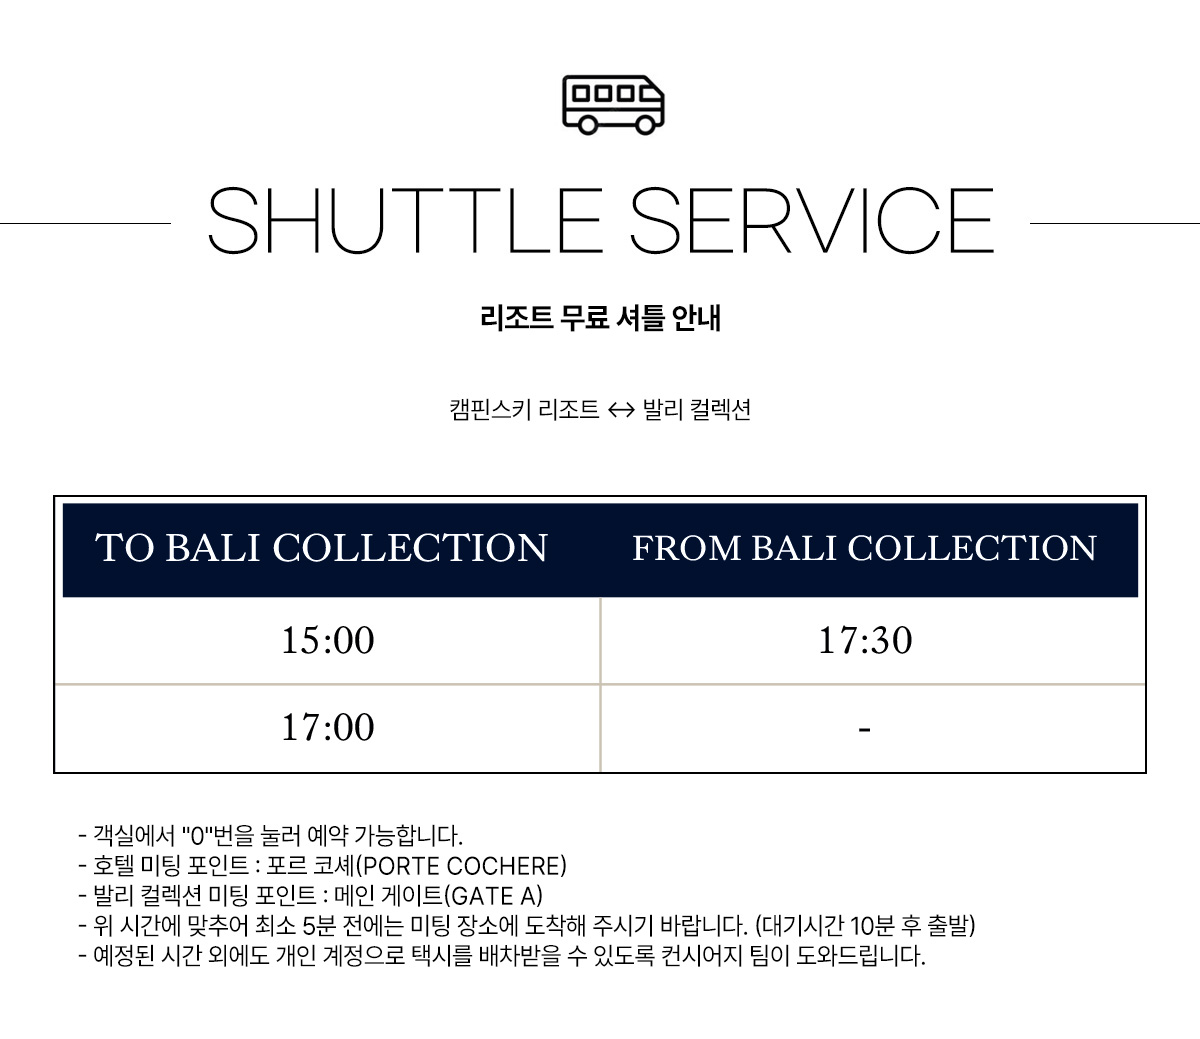 SHUTTLE SERVICE
리조트 무료 셔틀 안내
캠핀스키 리조트 ↔ 발리 컬렉션
TO BALI COLLECTION FROM BALI COLLECTION
15:00 17:30
17:00 -
- 객실에서 "0"번을 눌러 예약 가능합니다.
- 호텔 미팅 포인트 : 포르 코셰(PORTE COCHERE)
- 발리 컬렉션 미팅 포인트 : 메인 게이트(GATE A)
- 위 시간에 맞추어 최소 5분 전에는 미팅 장소에 도착해 주시기 바랍니다. (대기시간 10분 후 출발)
- 예정된 시간 외에도 개인 계정으로 택시를 배차받을 수 있도록 컨시어지 팀이 도와드립니다.